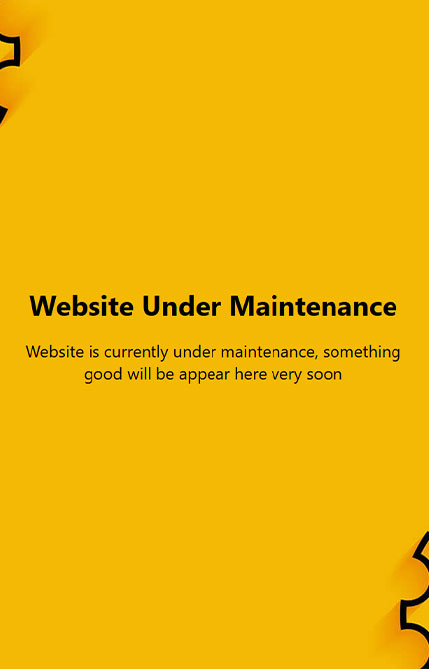 Website Under Maintenance
Website is currently under maintenance, something
good will be appear here very soon